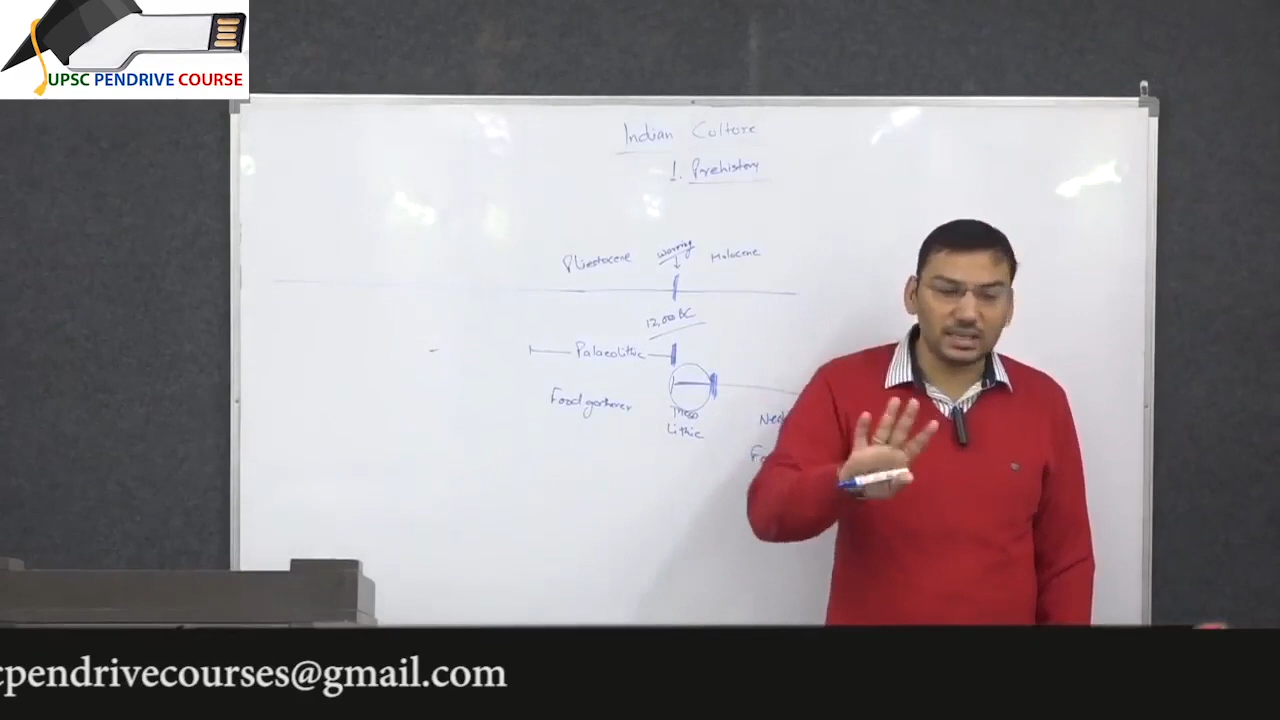 UPSC PENDRIVE COURSE
Indian Culture
1. Prehistory
Pliestocene warming Holocene
12,000 BC
Palaeolithic
Food gatherer Meso
Lithic
cpendrivecourses@gmail.com